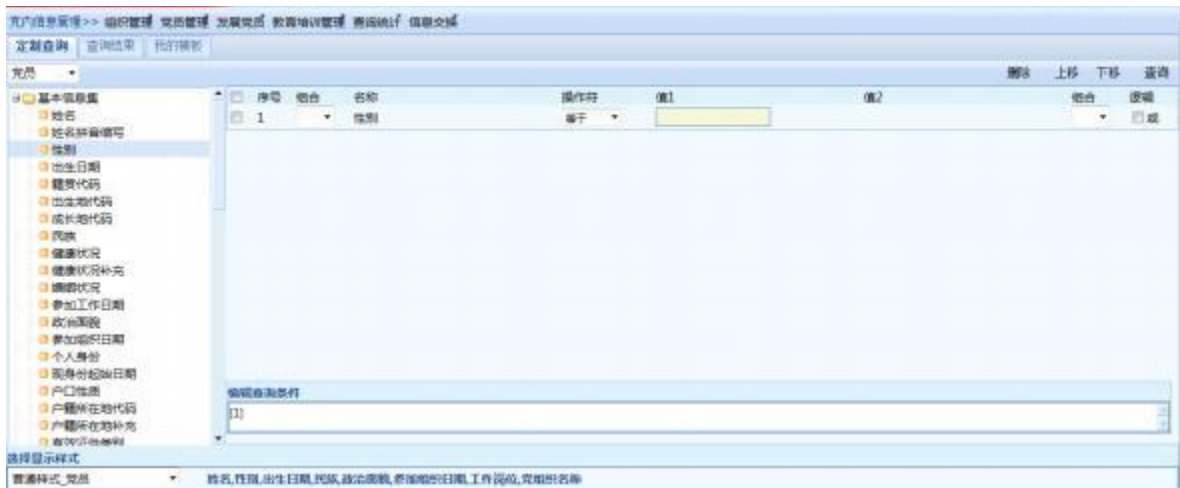 党内信息管理>> 组织管理 党员管理 发展党员 教育培训管理 查询统计 信息交换
定制查询 查询结果 我的模板
党员 删除 上移 下移 查询
基本信息集
姓名
姓名拼音缩写
性别
出生日期
籍贯代码
出生地代码
成长地代码
民族
健康状况
健康状况补充
婚姻状况
参加工作日期
政治面貌
参加组织日期
个人身份
现身份起始日期
户口性质
户籍所在地代码
户籍所在地补充
有效证件类别
序号 组合 名称 操作符 值1 值2 组合 逻辑
1 性别 等于 或
编辑查询条件
[1]
选择显示样式
普通样式_党员 姓名,性别,出生日期,民族,政治面貌,参加组织日期,工作岗位,党组织名称